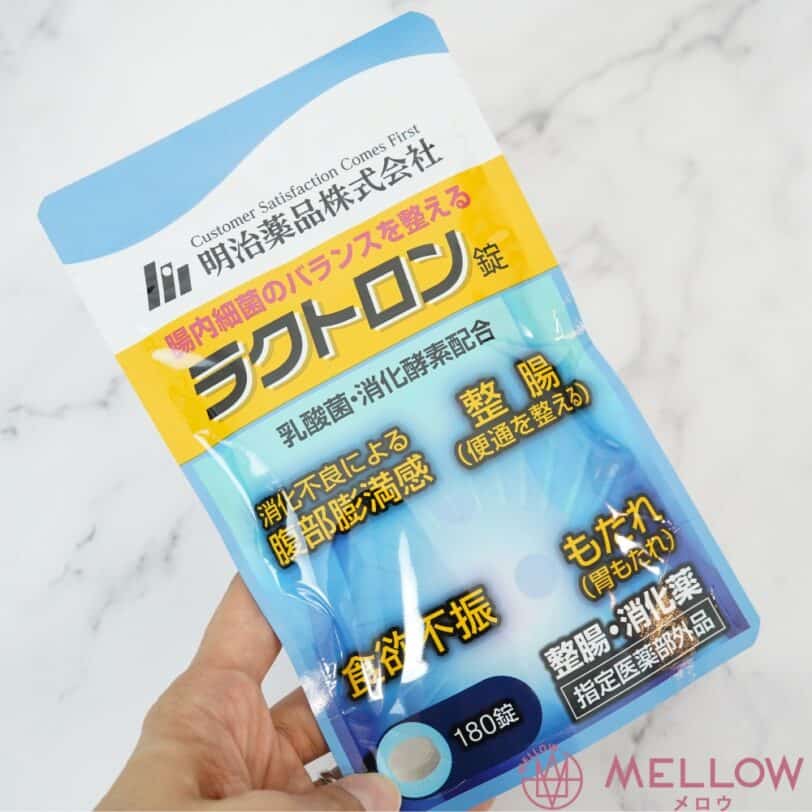 Customer Satisfaction Comes First
明治薬品株式会社
腸内細菌のバランスを整える
ラクトロン錠
乳酸菌・消化酵素配合
整腸
(便通を整える)
消化不良による
腹部膨満感
もたれ
(胃もたれ)
食欲不振
整腸・消化薬
指定医薬部外品
180錠
MELLOW
MELLOW
メロウ